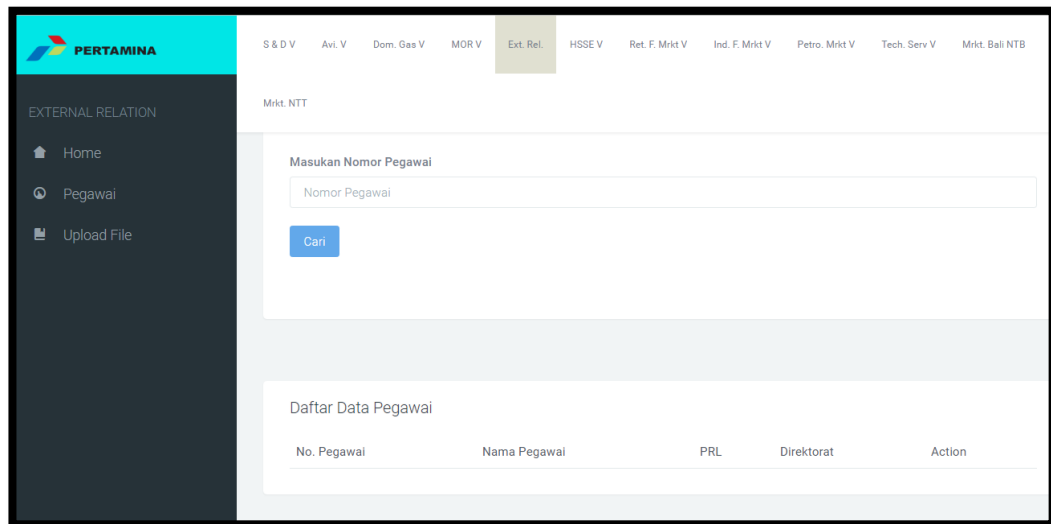 PERTAMINA
S & D V Avi. V Dom. Gas V MOR V Ext. Rel. HSSE V Ret. F. Mrkt V Ind. F. Mrkt V Petro. Mrkt V Tech. Serv V Mrkt. Bali NTB
Mrkt. NTT
EXTERNAL RELATION
Home
Pegawai
Upload File
Masukan Nomor Pegawai
Nomor Pegawai
Cari
Daftar Data Pegawai
No. Pegawai Nama Pegawai PRL Direktorat Action